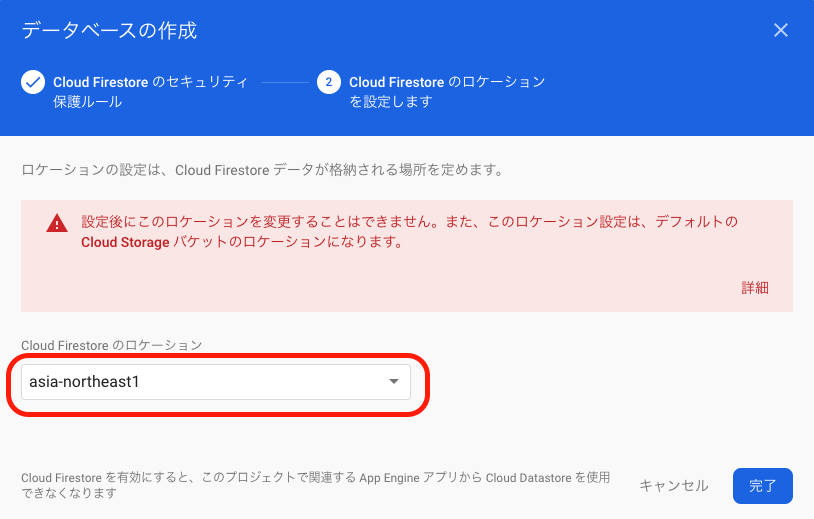 データベースの作成
Cloud Firestore のセキュリティ
保護ルール
2
Cloud Firestore のロケーション
を設定します
ロケーションの設定は、Cloud Firestore データが格納される場所を定めます。
設定後にこのロケーションを変更することはできません。また、このロケーション設定は、デフォルトの
Cloud Storage バケットのロケーションになります。
詳細
Cloud Firestore のロケーション
asia-northeast1
Cloud Firestore を有効にすると、このプロジェクトで関連する App Engine アプリから Cloud Datastore を使用
できなくなります
キャンセル
完了